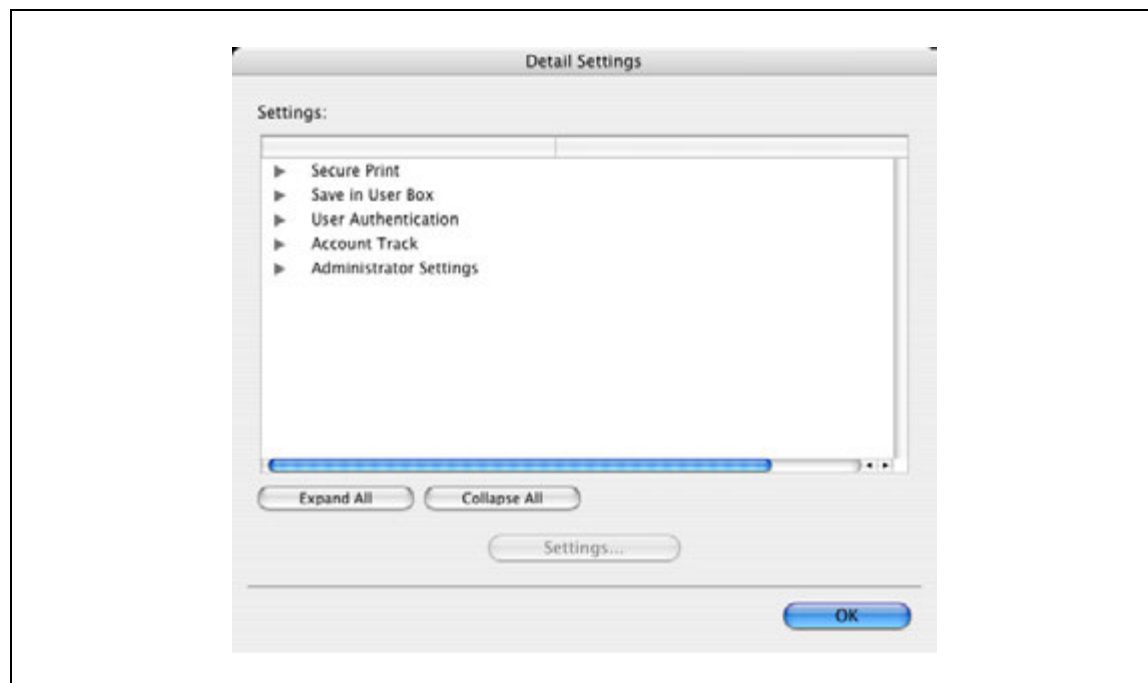 Detail Settings
Settings:
Secure Print
Save in User Box
User Authentication
Account Track
Administrator Settings
Expand All
Collapse All
Settings...
OK